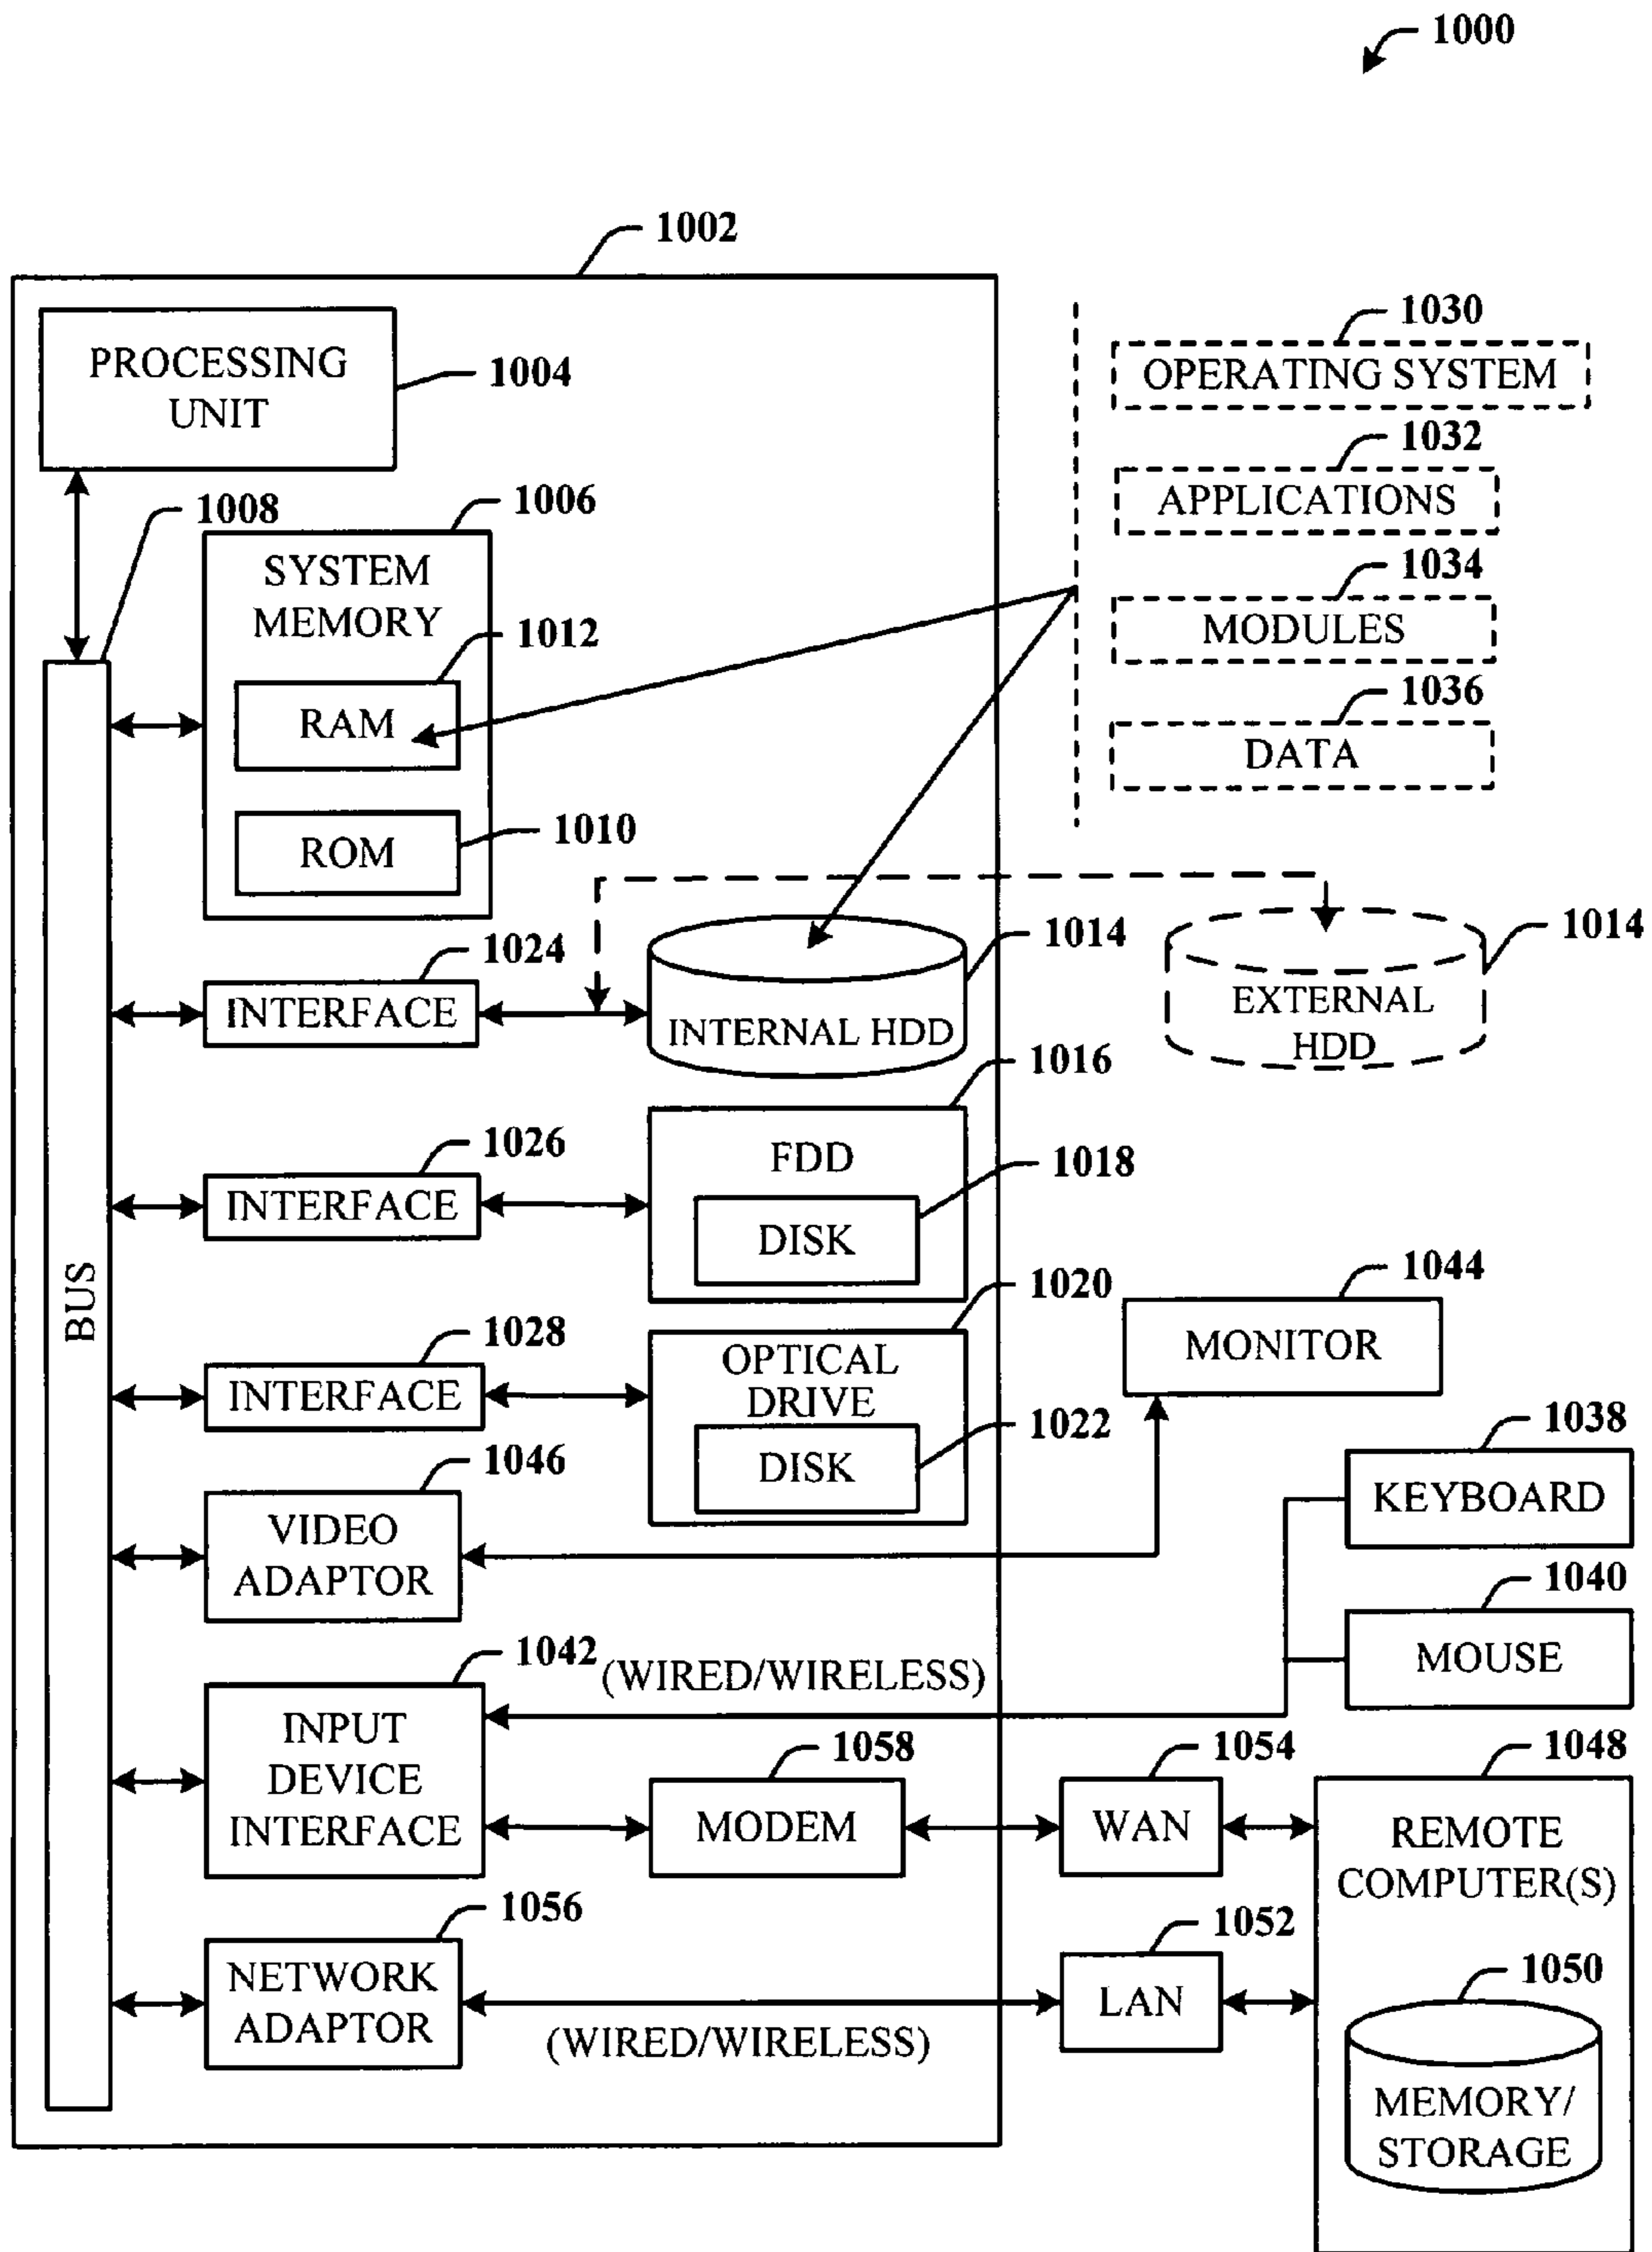 1000
1002
PROCESSING
UNIT
1004
1008
1006
SYSTEM
MEMORY
1012
RAM
1010
ROM
1030
OPERATING SYSTEM
1032
APPLICATIONS
1034
MODULES
1036
DATA
BUS
1024
INTERFACE
1014
INTERNAL HDD
1014
EXTERNAL
HDD
1026
INTERFACE
1016
FDD
1018
DISK
1028
INTERFACE
1020
OPTICAL
DRIVE
1022
DISK
1044
MONITOR
1046
VIDEO
ADAPTOR
1038
KEYBOARD
1040
MOUSE
1042
(WIRED/WIRELESS)
INPUT
DEVICE
INTERFACE
1058
MODEM
1054
WAN
1048
REMOTE
COMPUTER(S)
1056
NETWORK
ADAPTOR
(WIRED/WIRELESS)
1052
LAN
1050
MEMORY/
STORAGE